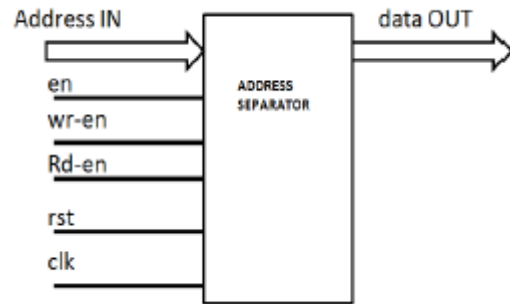 Address IN
data OUT
en
ADDRESS
SEPARATOR
wr-en
Rd-en
rst
clk